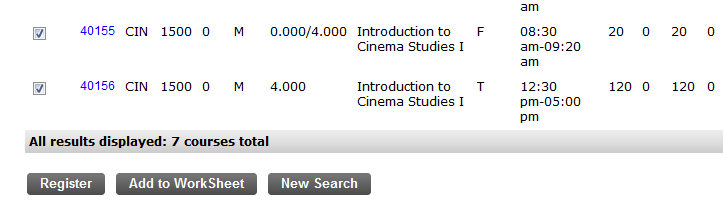 am
40155 CIN 1500 0 M 0.000/4.000 Introduction to F 08:30 20 0 20 0
Cinema Studies I am-09:20
am
40156 CIN 1500 0 M 4.000 Introduction to T 12:30 120 0 120 0
Cinema Studies I pm-05:00
pm
All results displayed: 7 courses total
Register Add to WorkSheet New Search